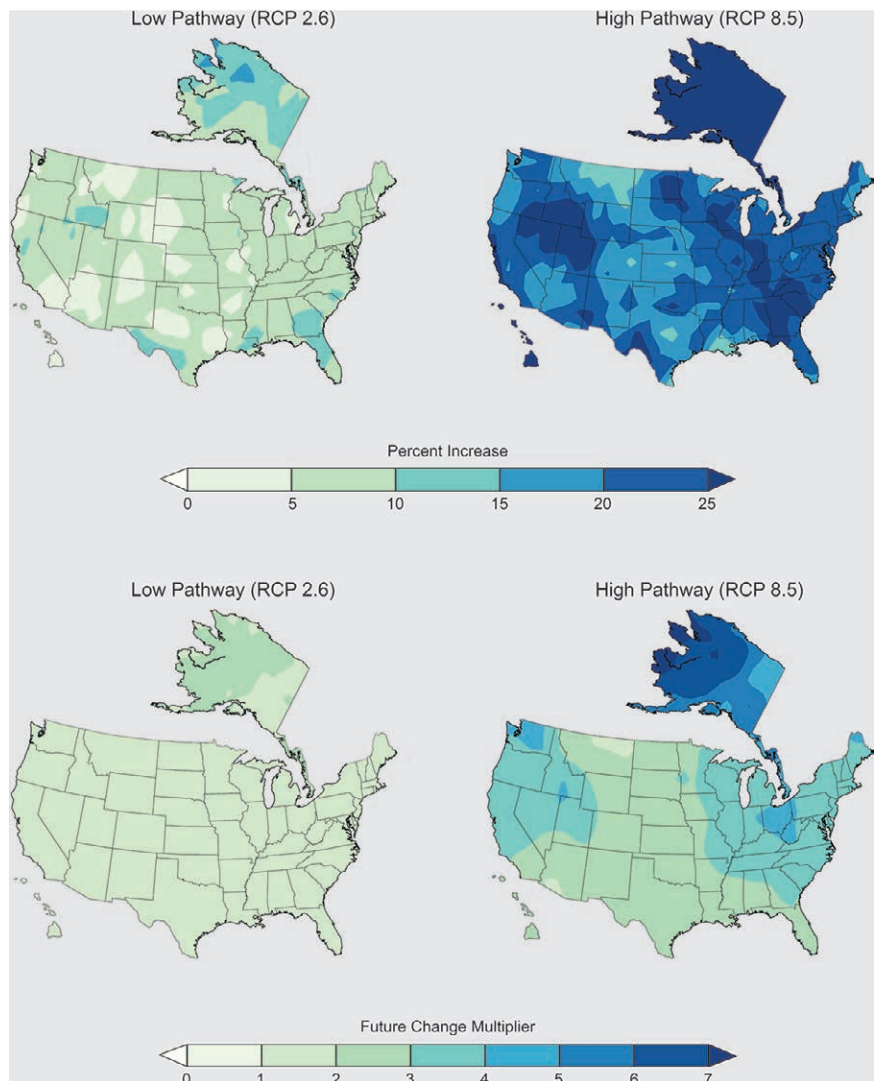 Low Pathway (RCP 2.6)
High Pathway (RCP 8.5)
Percent Increase
0 5 10 15 20 25
Low Pathway (RCP 2.6)
High Pathway (RCP 8.5)
Future Change Multiplier
0 1 2 3 4 5 6 7